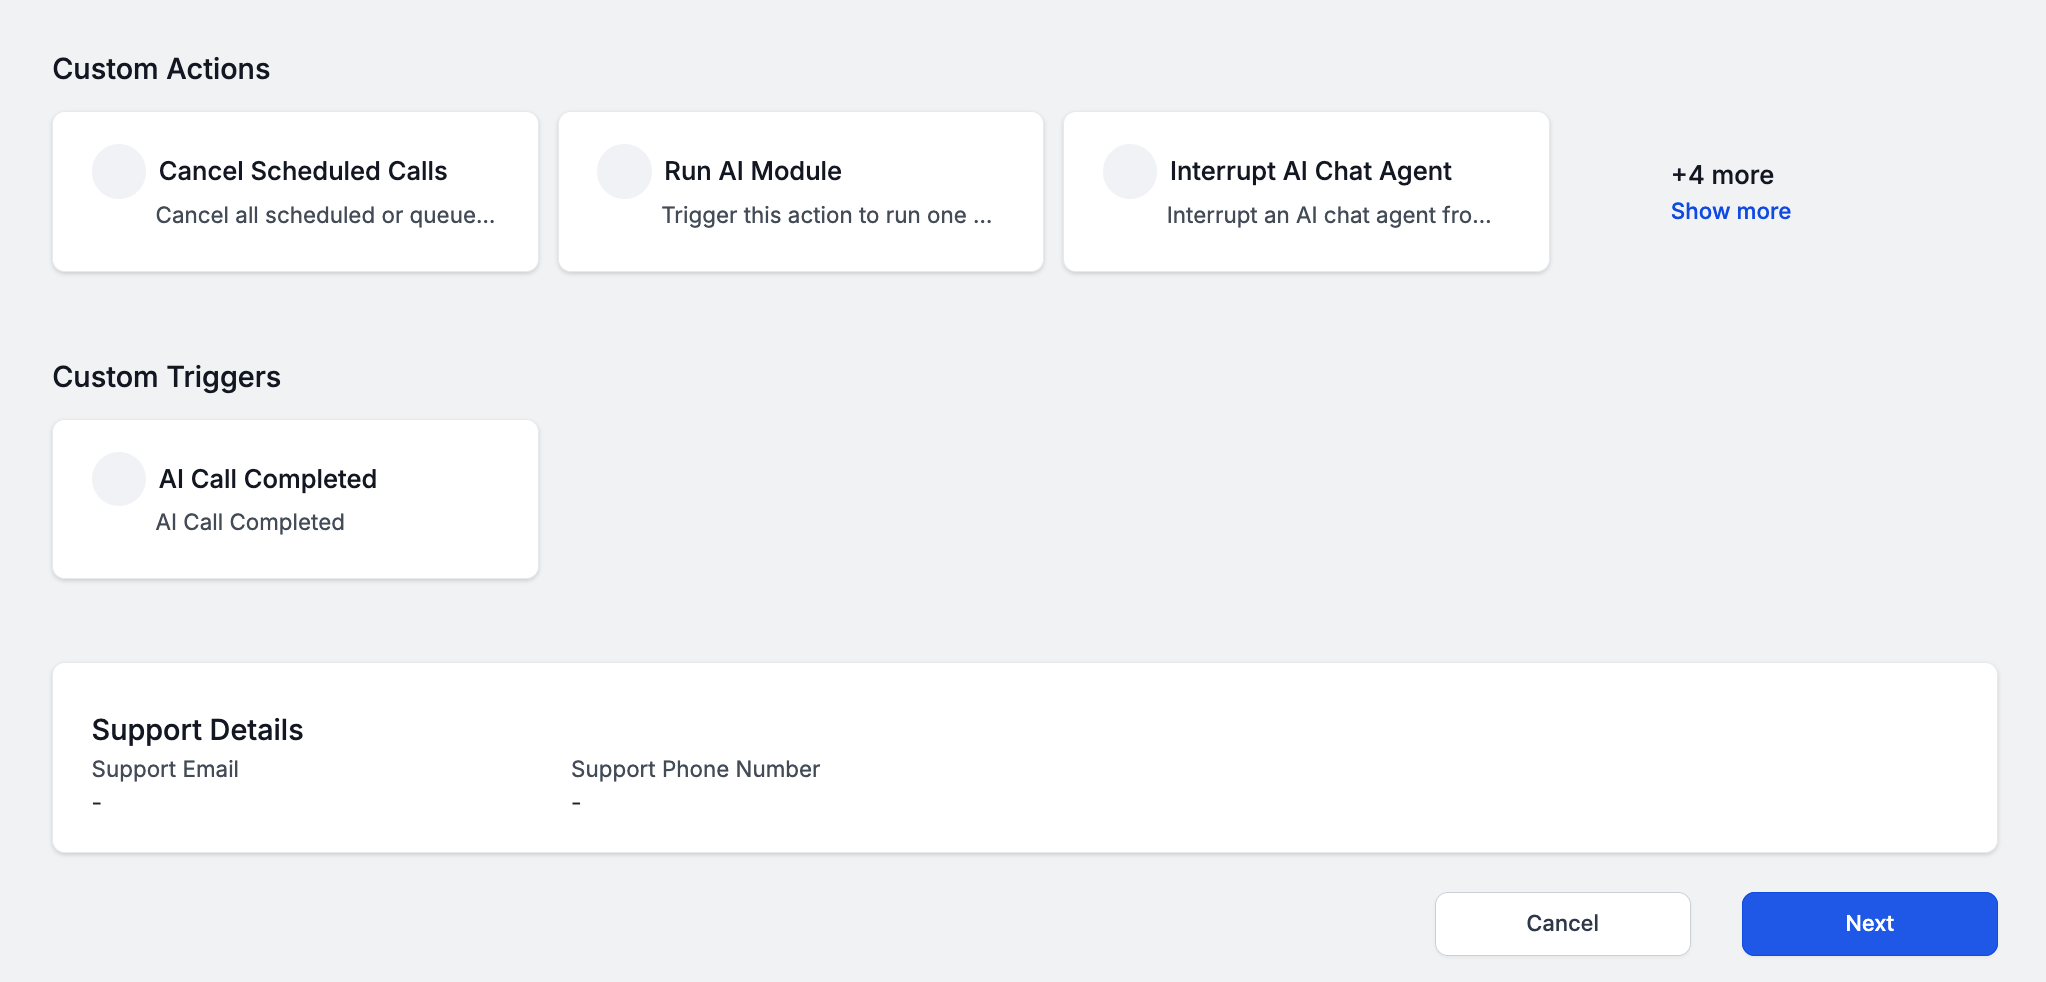 Custom Actions
Cancel Scheduled Calls
Cancel all scheduled or queue...
Run AI Module
Trigger this action to run one ...
Interrupt AI Chat Agent
Interrupt an AI chat agent fro...
+4 more
Show more
Custom Triggers
AI Call Completed
AI Call Completed
Support Details
Support Email
-
Support Phone Number
-
Cancel
Next